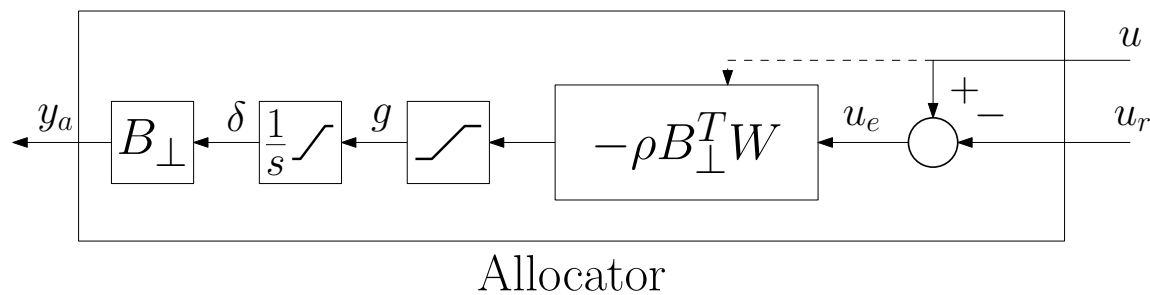 u
+
−
y_a B_⊥ δ 1/s g −ρB_⊥^T W u_e u_r
Allocator